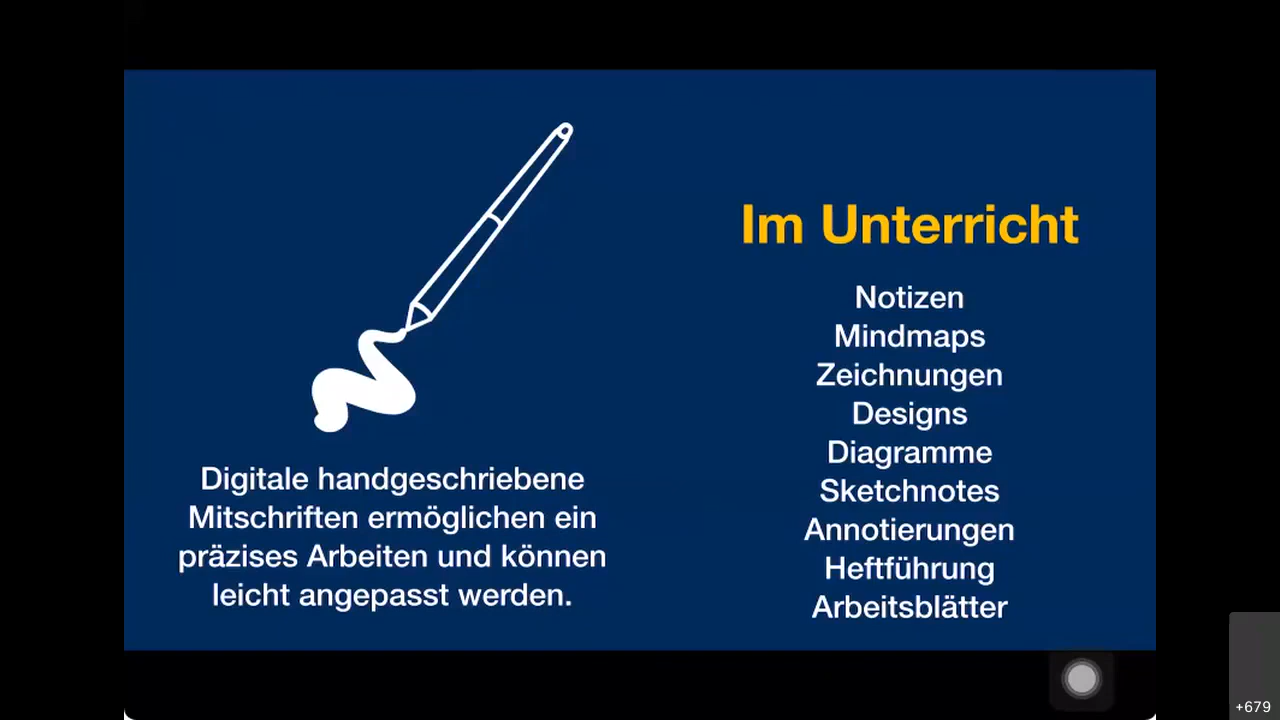 Digitale handgeschriebene
Mitschriften ermöglichen ein
präzises Arbeiten und können
leicht angepasst werden.
Im Unterricht
Notizen
Mindmaps
Zeichnungen
Designs
Diagramme
Sketchnotes
Annotierungen
Heftführung
Arbeitsblätter
+679